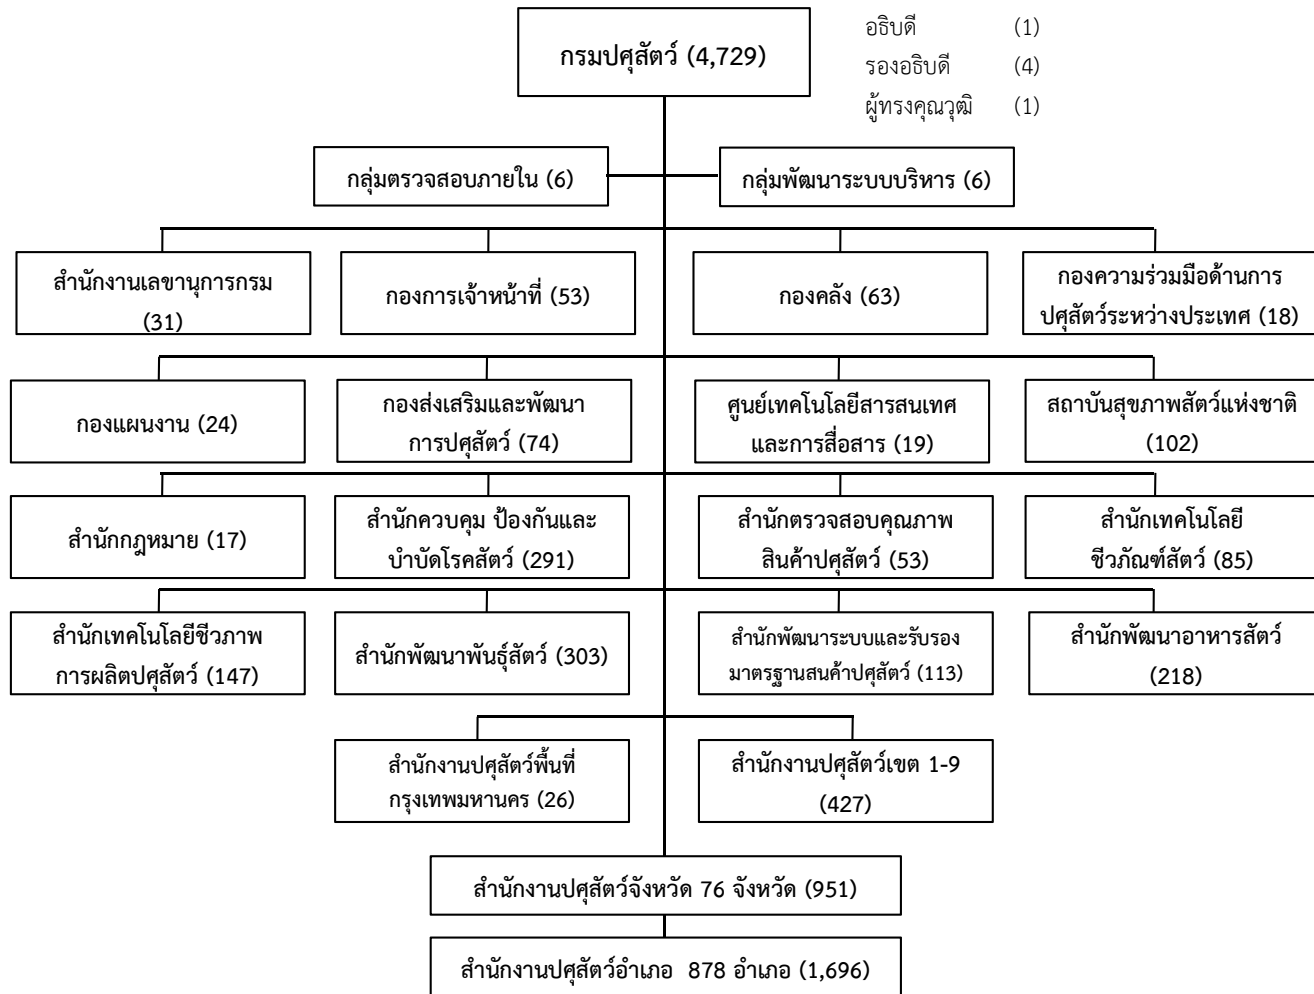 กรมปศุสัตว์ (4,729)
อธิบดี (1)
รองอธิบดี (4)
ผู้ทรงคุณวุฒิ (1)
กลุ่มตรวจสอบภายใน (6)
กลุ่มพัฒนาระบบบริหาร (6)
สำนักงานเลขานุการกรม
(31)
กองการเจ้าหน้าที่ (53)
กองคลัง (63)
กองความร่วมมือด้านการ
ปศุสัตว์ระหว่างประเทศ (18)
กองแผนงาน (24)
กองส่งเสริมและพัฒนา
การปศุสัตว์ (74)
ศูนย์เทคโนโลยีสารสนเทศ
และการสื่อสาร (19)
สถาบันสุขภาพสัตว์แห่งชาติ
(102)
สำนักกฎหมาย (17)
สำนักควบคุม ป้องกันและ
บำบัดโรคสัตว์ (291)
สำนักตรวจสอบคุณภาพ
สินค้าปศุสัตว์ (53)
สำนักเทคโนโลยี
ชีวภัณฑ์สัตว์ (85)
สำนักเทคโนโลยีชีวภาพ
การผลิตปศุสัตว์ (147)
สำนักพัฒนาพันธุ์สัตว์ (303)
สำนักพัฒนาระบบและรับรอง
มาตรฐานสนค้าปศุสัตว์ (113)
สำนักพัฒนาอาหารสัตว์
(218)
สำนักงานปศุสัตว์พื้นที่
กรุงเทพมหานคร (26)
สำนักงานปศุสัตว์เขต 1-9
(427)
สำนักงานปศุสัตว์จังหวัด 76 จังหวัด (951)
สำนักงานปศุสัตว์อำเภอ 878 อำเภอ (1,696)